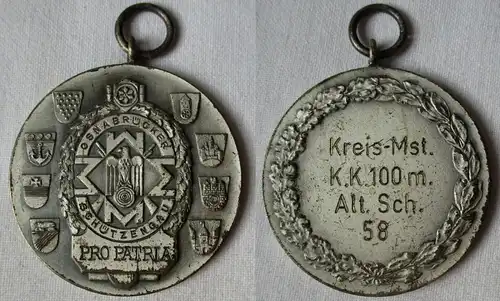 OSNABRÜCKER
SCHÜTZENGAU
PRO PATRIA
Kreis-Mst.
K.K.100 m.
Alt. Sch.
58